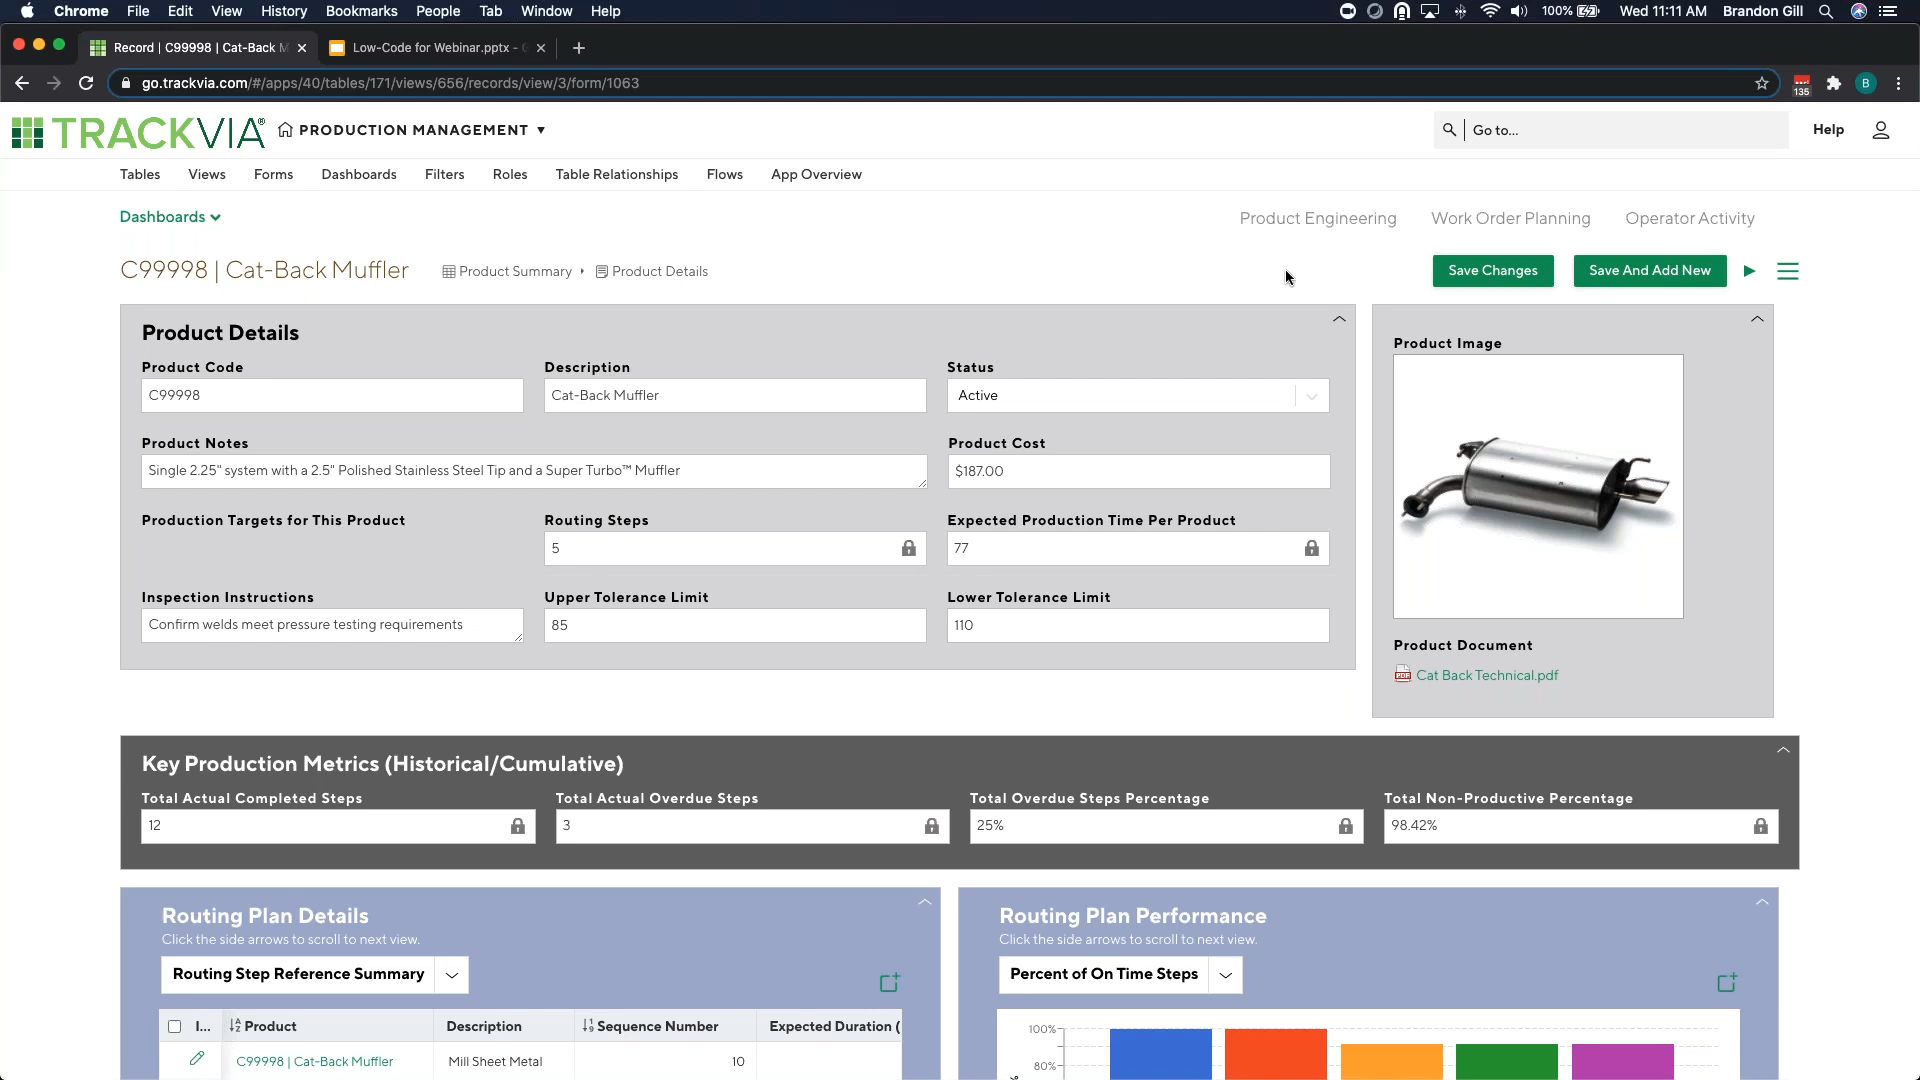 Chrome File Edit View History Bookmarks People Tab Window Help 100% Wed 11:11 AM Brandon Gill
Record | C99998 | Cat-Back M Low-Code for Webinar.pptx -
go.trackvia.com/#/apps/40/tables/171/views/656/records/view/3/form/1063 135 B
TRACKVIA® PRODUCTION MANAGEMENT Go to... Help
Tables Views Forms Dashboards Filters Roles Table Relationships Flows App Overview
Dashboards Product Engineering Work Order Planning Operator Activity
C99998 | Cat-Back Muffler Product Summary Product Details Save Changes Save And Add New
Product Details
Product Image
Product Code Description Status
C99998 Cat-Back Muffler Active
Product Notes Product Cost
Single 2.25" system with a 2.5" Polished Stainless Steel Tip and a Super Turbo™ Muffler $187.00
Production Targets for This Product Routing Steps Expected Production Time Per Product
5 77
Inspection Instructions Upper Tolerance Limit Lower Tolerance Limit
Confirm welds meet pressure testing requirements 85 110
Product Document
PDF Cat Back Technical.pdf
Key Production Metrics (Historical/Cumulative)
Total Actual Completed Steps Total Actual Overdue Steps Total Overdue Steps Percentage Total Non-Productive Percentage
12 3 25% 98.42%
Routing Plan Details Routing Plan Performance
Click the side arrows to scroll to next view. Click the side arrows to scroll to next view.
Routing Step Reference Summary Percent of On Time Steps
I... Product Description Sequence Number Expected Duration (
C99998 | Cat-Back Muffler Mill Sheet Metal 10
100%
80%